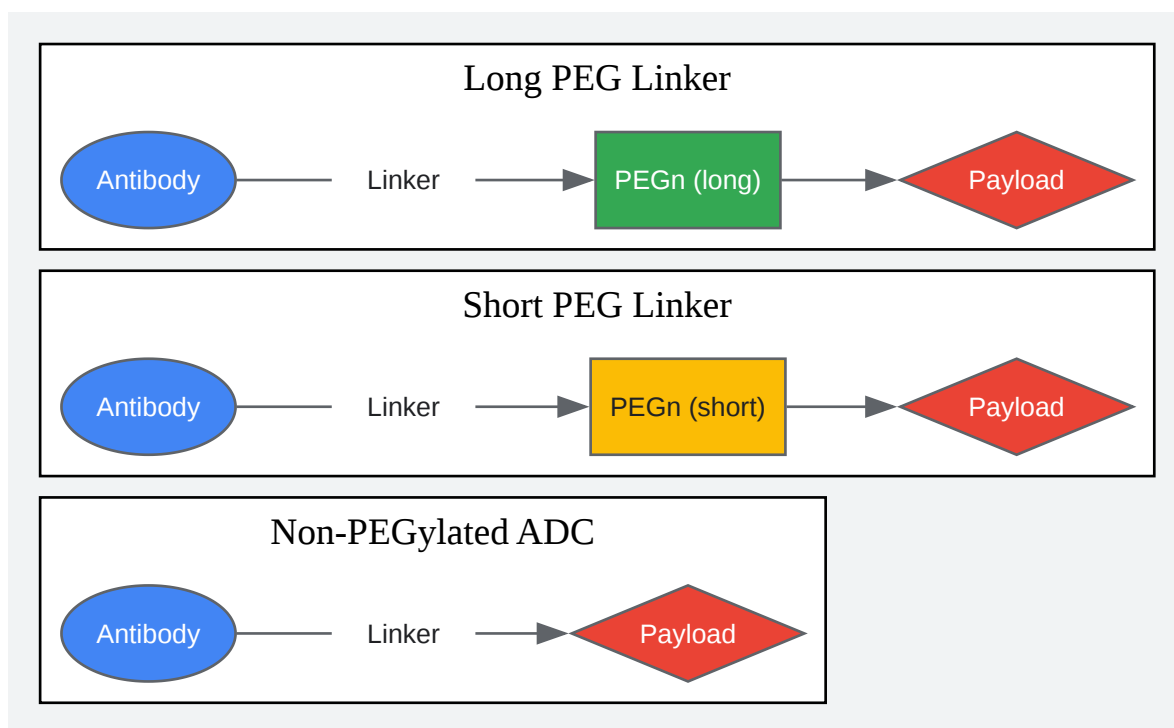 Long PEG Linker
Antibody Linker PEGn (long) Payload
Short PEG Linker
Antibody Linker PEGn (short) Payload
Non-PEGylated ADC
Antibody Linker Payload